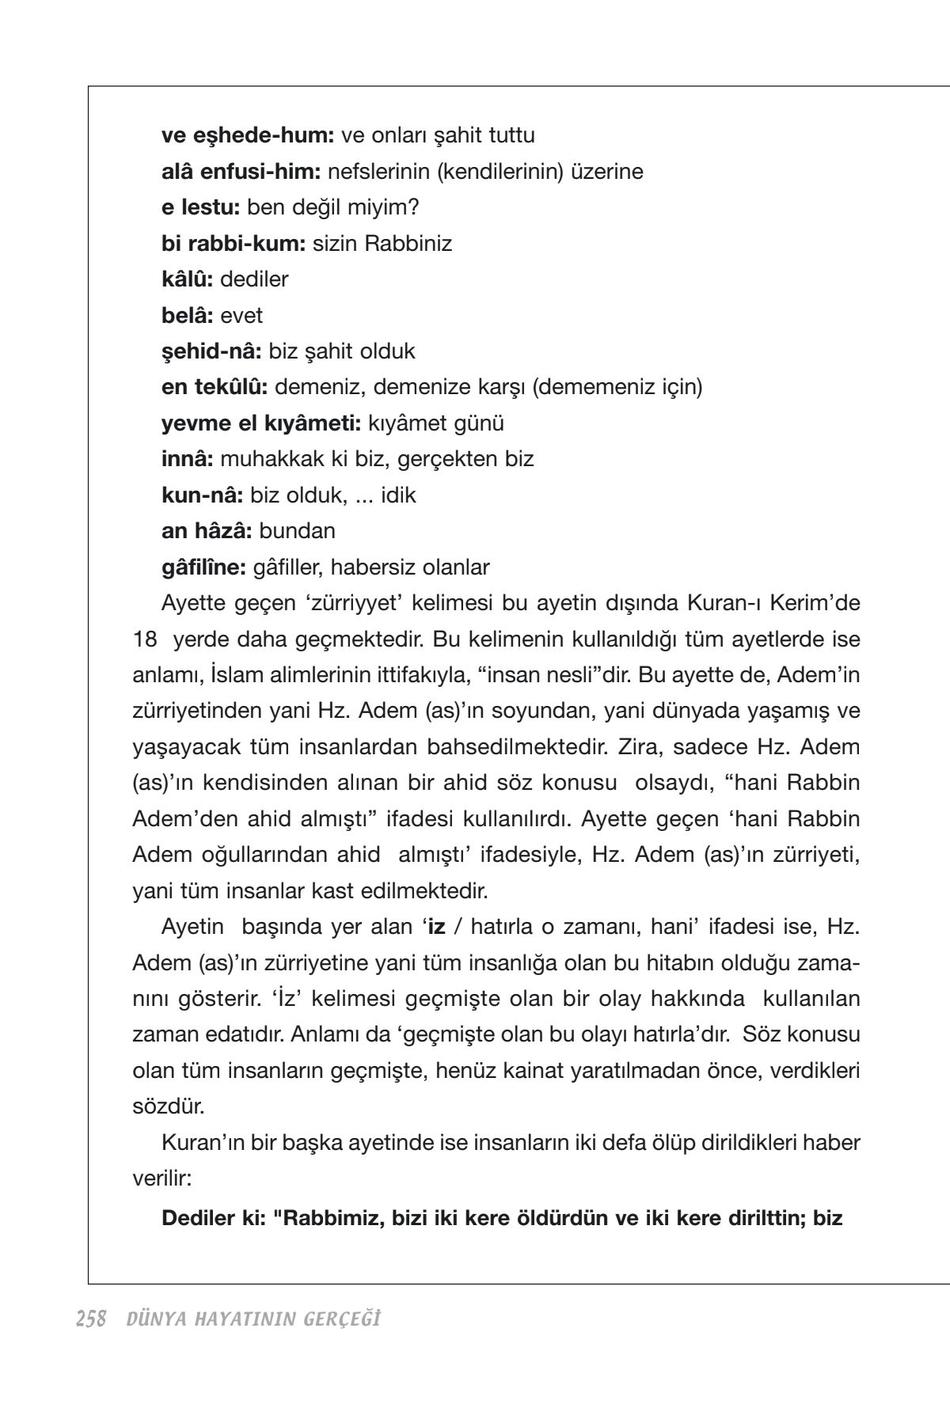 ve eşhede-hum: ve onları şahit tuttu
alâ enfusi-him: nefslerinin (kendilerinin) üzerine
e lestu: ben değil miyim?
bi rabbi-kum: sizin Rabbiniz
kâlû: dediler
belâ: evet
şehid-nâ: biz şahit olduk
en tekûlû: demeniz, demenize karşı (dememeniz için)
yevme el kıyâmeti: kıyâmet günü
innâ: muhakkak ki biz, gerçekten biz
kun-nâ: biz olduk, ... idik
an hâzâ: bundan
gâfilîne: gâfiller, habersiz olanlar
Ayette geçen ‘zürriyyet’ kelimesi bu ayetin dışında Kuran-ı Kerim’de
18 yerde daha geçmektedir. Bu kelimenin kullanıldığı tüm ayetlerde ise
anlamı, İslam alimlerinin ittifakıyla, “insan nesli”dir. Bu ayette de, Adem’in
zürriyetinden yani Hz. Adem (as)’ın soyundan, yani dünyada yaşamış ve
yaşayacak tüm insanlardan bahsedilmektedir. Zira, sadece Hz. Adem
(as)’ın kendisinden alınan bir ahid söz konusu olsaydı, “hani Rabbin
Adem’den ahid almıştı” ifadesi kullanılırdı. Ayette geçen ‘hani Rabbin
Adem oğullarından ahid almıştı’ ifadesiyle, Hz. Adem (as)’ın zürriyeti,
yani tüm insanlar kast edilmektedir.
Ayetin başında yer alan ‘iz / hatırla o zamanı, hani’ ifadesi ise, Hz.
Adem (as)’ın zürriyetine yani tüm insanlığa olan bu hitabın olduğu zama-
nını gösterir. ‘İz’ kelimesi geçmişte olan bir olay hakkında kullanılan
zaman edatıdır. Anlamı da ‘geçmişte olan bu olayı hatırla’dır. Söz konusu
olan tüm insanların geçmişte, henüz kainat yaratılmadan önce, verdikleri
sözdür.
Kuran’ın bir başka ayetinde ise insanların iki defa ölüp dirildikleri haber
verilir:
Dediler ki: "Rabbimiz, bizi iki kere öldürdün ve iki kere dirilttin; biz
258 DÜNYA HAYATININ GERÇEĞİ